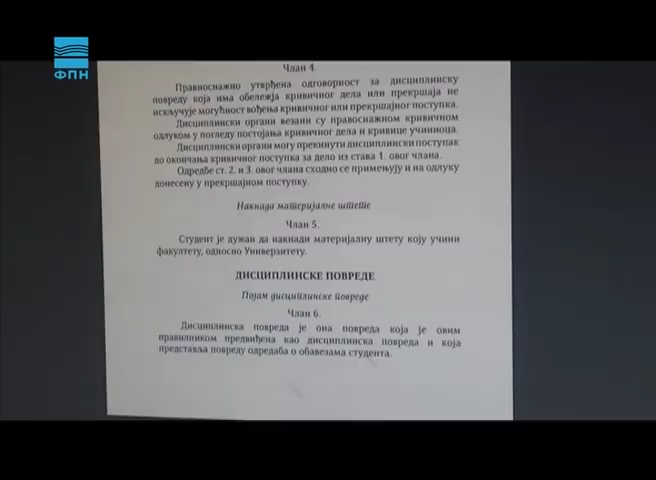 ФПН
Члан 4
Правоснажно утврђена одговорност за дисциплинску
повреду која има обележја кривичног дела или прекршаја не
искључује могућност вођења кривичног или прекршајног поступка.
Дисциплински органи везани су правоснажном кривичном
одлуком у погледу постојања кривичног дела и кривице учиниоца.
Дисциплински органи могу прекинути дисциплински поступак
до окончања кривичног поступка за дело из става 1. овог члана.
Одредбе ст. 2. и 3. овог члана сходно се примењују и на одлуку
донесену у прекршајном поступку.
Накнада материјалне штете
Члан 5.
Студент је дужан да накнади материјалну штету коју учини
факултету, односно Универзитету.
ДИСЦИПЛИНСКЕ ПОВРЕДЕ
Појам дисциплинске повреде
Члан 6.
Дисциплинска повреда је она повреда која је овим
правилником предвиђена као дисциплинска повреда и која
представља повреду одредаба о обавезама студента.